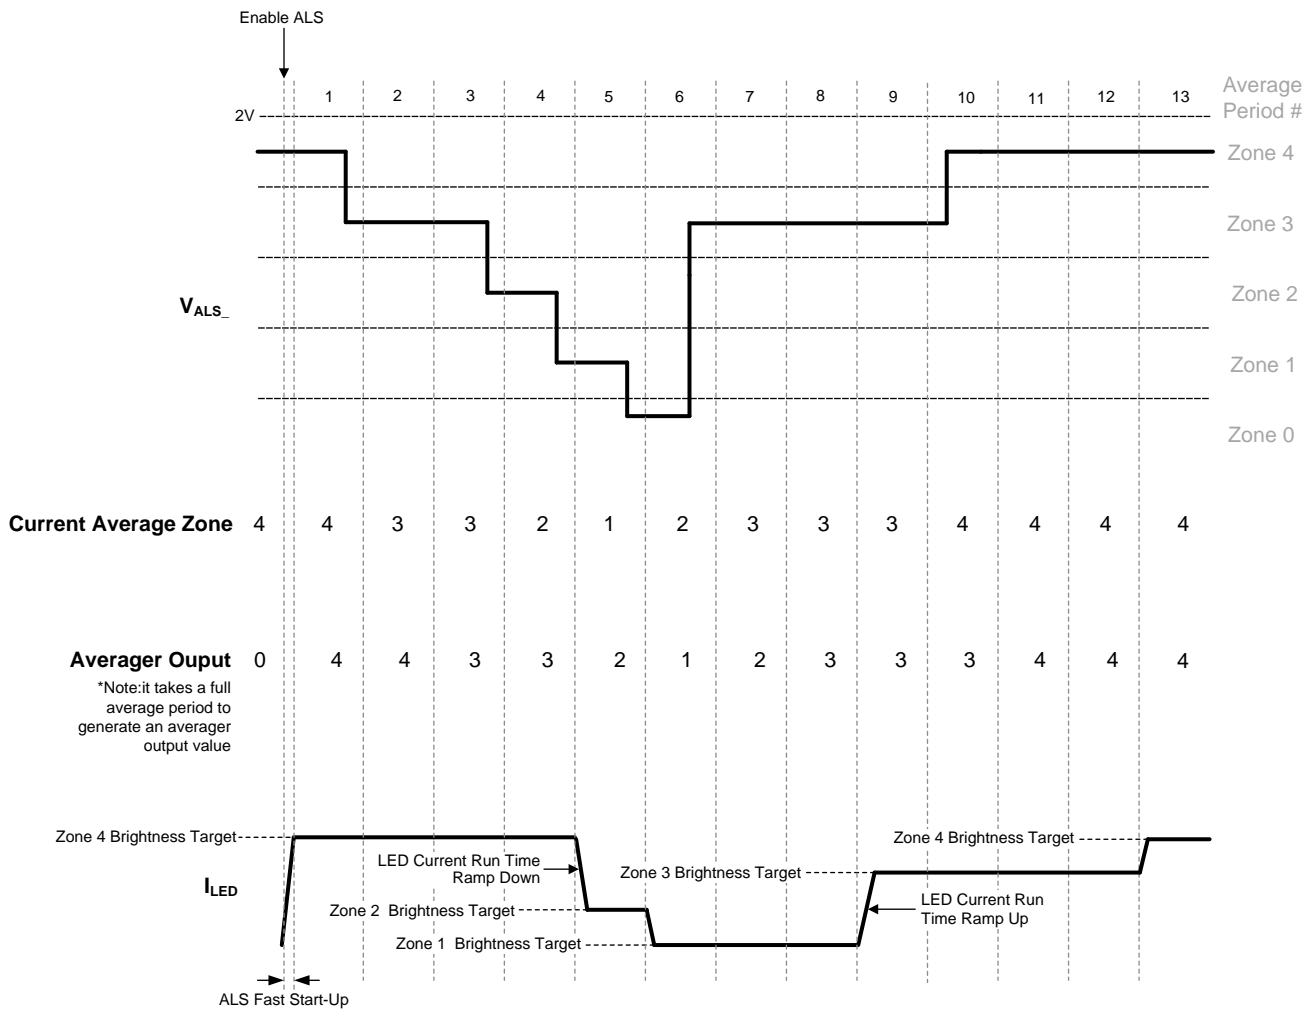 Enable ALS
1 2 3 4 5 6 7 8 9 10 11 12 13
Average
Period #
2V
Zone 4
Zone 3
Zone 2
VALS_
Zone 1
Zone 0
Current Average Zone 4 4 3 3 2 1 2 3 3 3 4 4 4 4
Averager Ouput 0 4 4 3 3 2 1 2 3 3 3 4 4 4
*Note:it takes a full
average period to
generate an averager
output value
Zone 4 Brightness Target
Zone 4 Brightness Target
LED Current Run Time
Ramp Down
Zone 3 Brightness Target
ILED
Zone 2 Brightness Target
LED Current Run
Time Ramp Up
Zone 1 Brightness Target
ALS Fast Start-Up